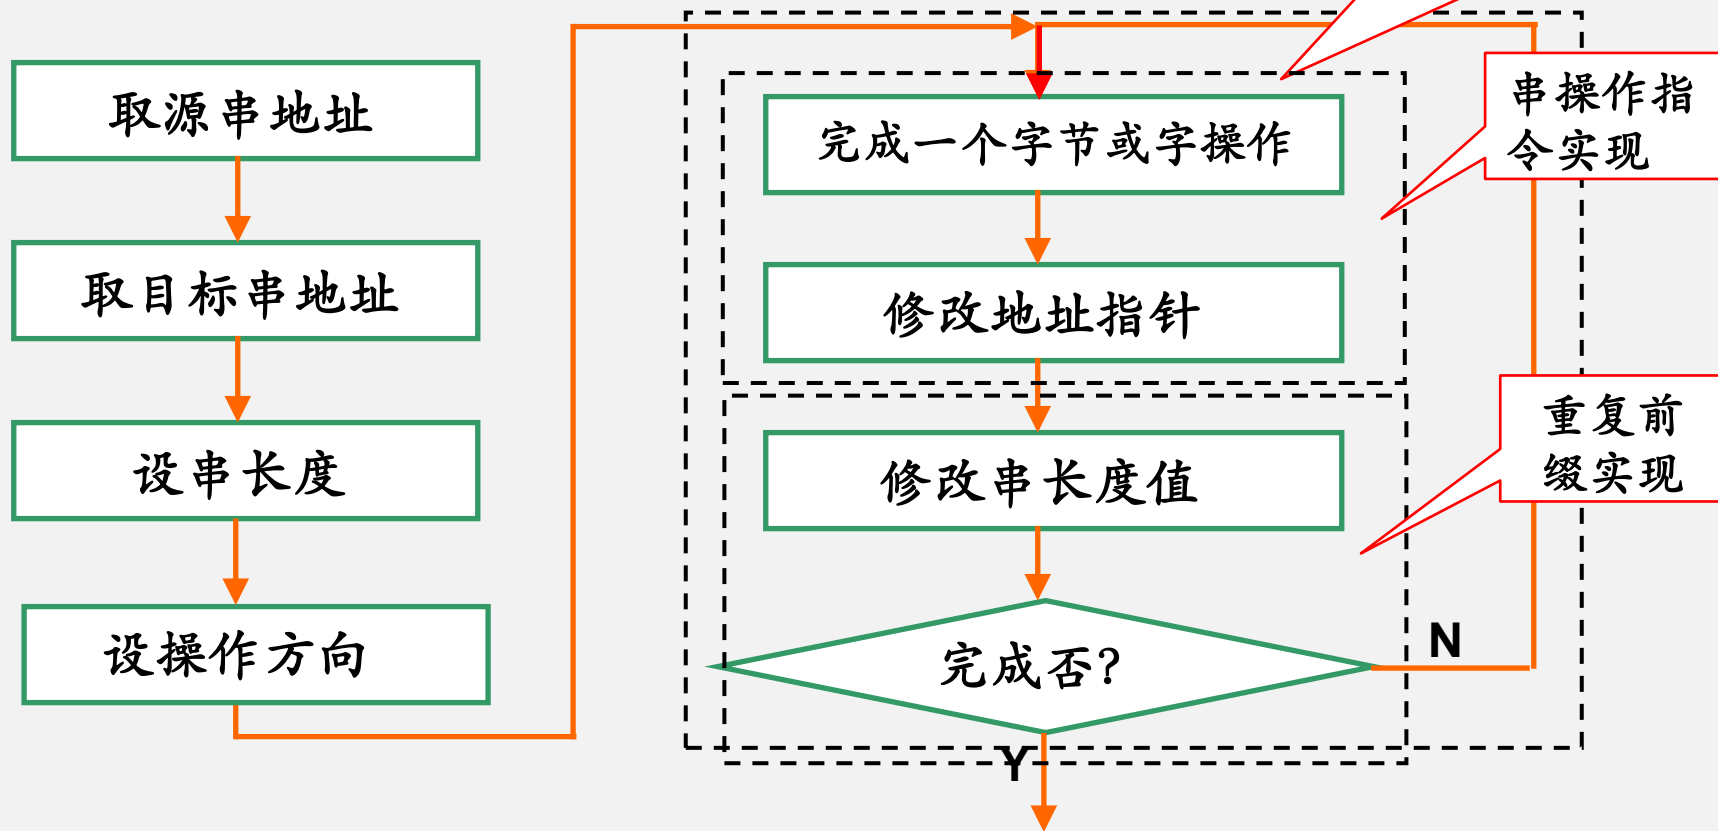 取源串地址
取目标串地址
设串长度
设操作方向
完成一个字节或字操作
修改地址指针
修改串长度值
完成否?
N
Y
串操作指
令实现
重复前
缀实现